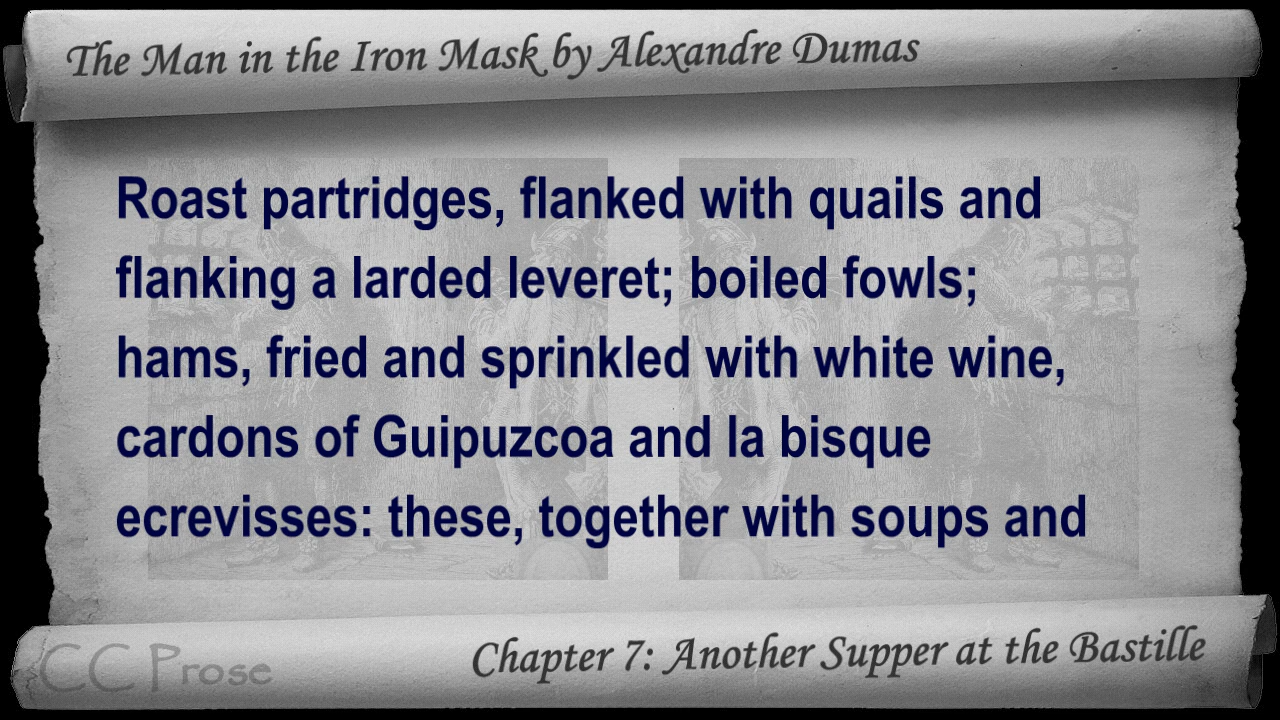 The Man in the Iron Mask by Alexandre Dumas
Roast partridges, flanked with quails and
flanking a larded leveret; boiled fowls;
hams, fried and sprinkled with white wine,
cardons of Guipuzcoa and la bisque
ecrevisses: these, together with soups and
CC Prose
Chapter 7: Another Supper at the Bastille